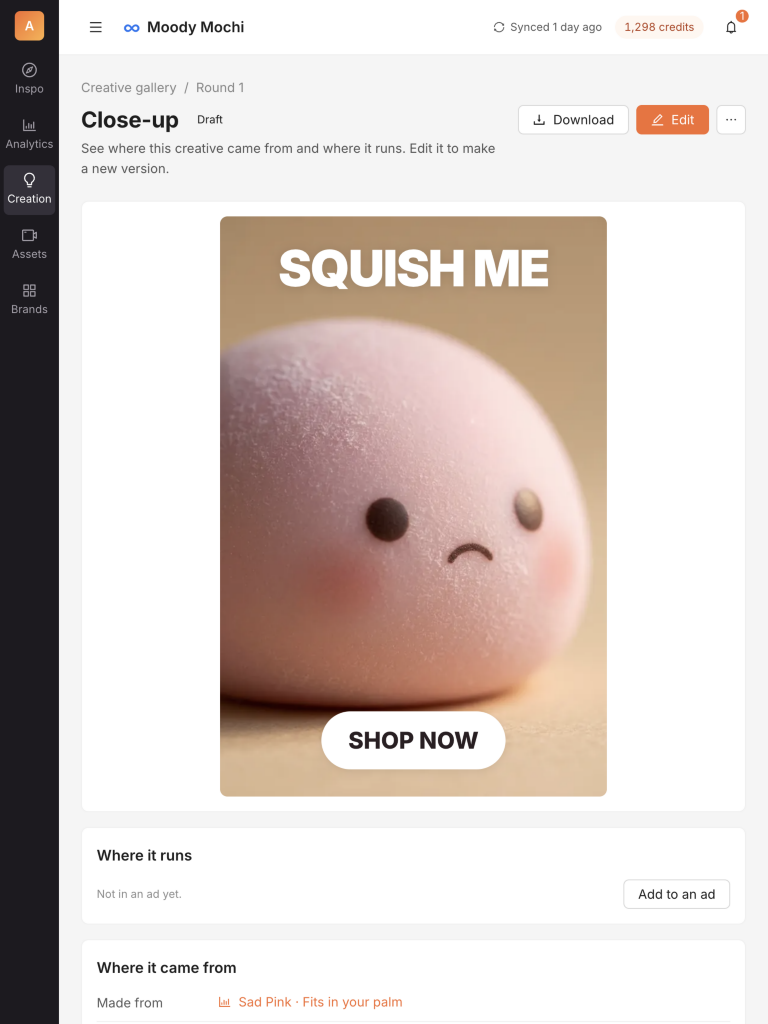 A
Moody Mochi
Synced 1 day ago
1,298 credits
1
Inspo
Analytics
Creation
Assets
Brands
Creative gallery / Round 1
Close-up
Draft
Download
Edit
See where this creative came from and where it runs. Edit it to make
a new version.
SQUISH ME
SHOP NOW
Where it runs
Not in an ad yet.
Add to an ad
Where it came from
Made from
Sad Pink · Fits in your palm